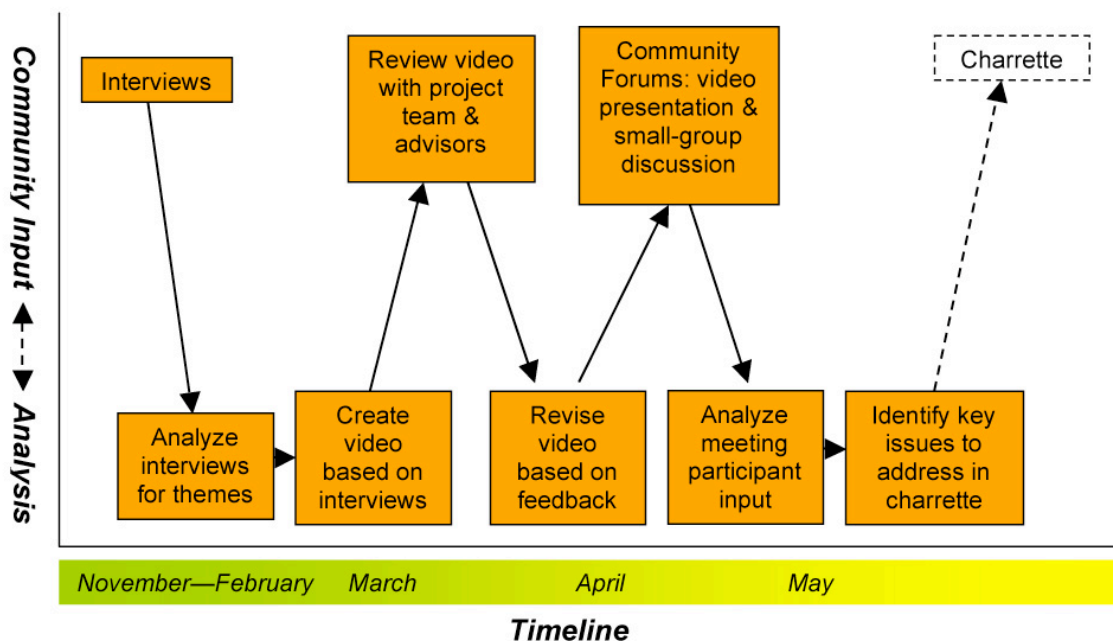 Interviews
Review video
with project
team &
advisors
Community
Forums: video
presentation &
small-group
discussion
Charrette
Community Input
Analysis
Analyze
interviews
for themes
Create
video
based on
interviews
Revise
video
based on
feedback
Analyze
meeting
participant
input
Identify key
issues to
address in
charrette
November—February
March
April
May
Timeline